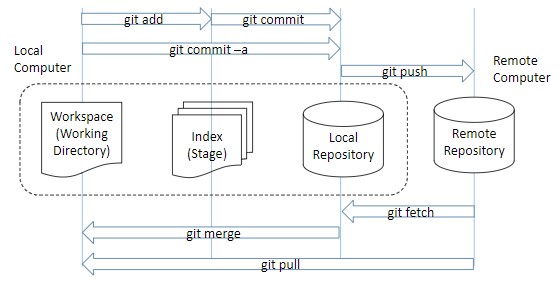 git add
git commit
git commit –a
Local
Computer
git push
Remote
Computer
Workspace
(Working
Directory)
Index
(Stage)
Local
Repository
Remote
Repository
git fetch
git merge
git pull